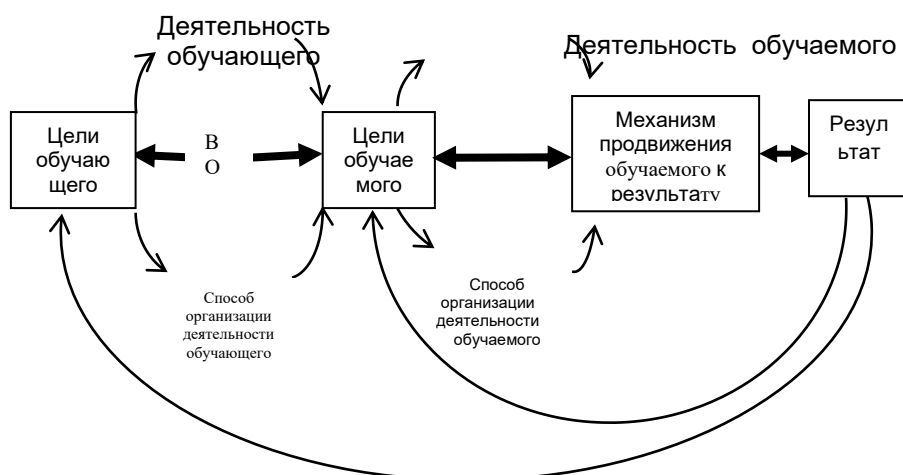 Деятельность
обучающего
Деятельность обучаемого
Цели
обучаю
щего
В
О
Цели
обучае
мого
Механизм
продвижения
обучаемого к
результату
Резул
ьтат
Способ
организации
деятельности
обучающего
Способ
организации
деятельности
обучаемого